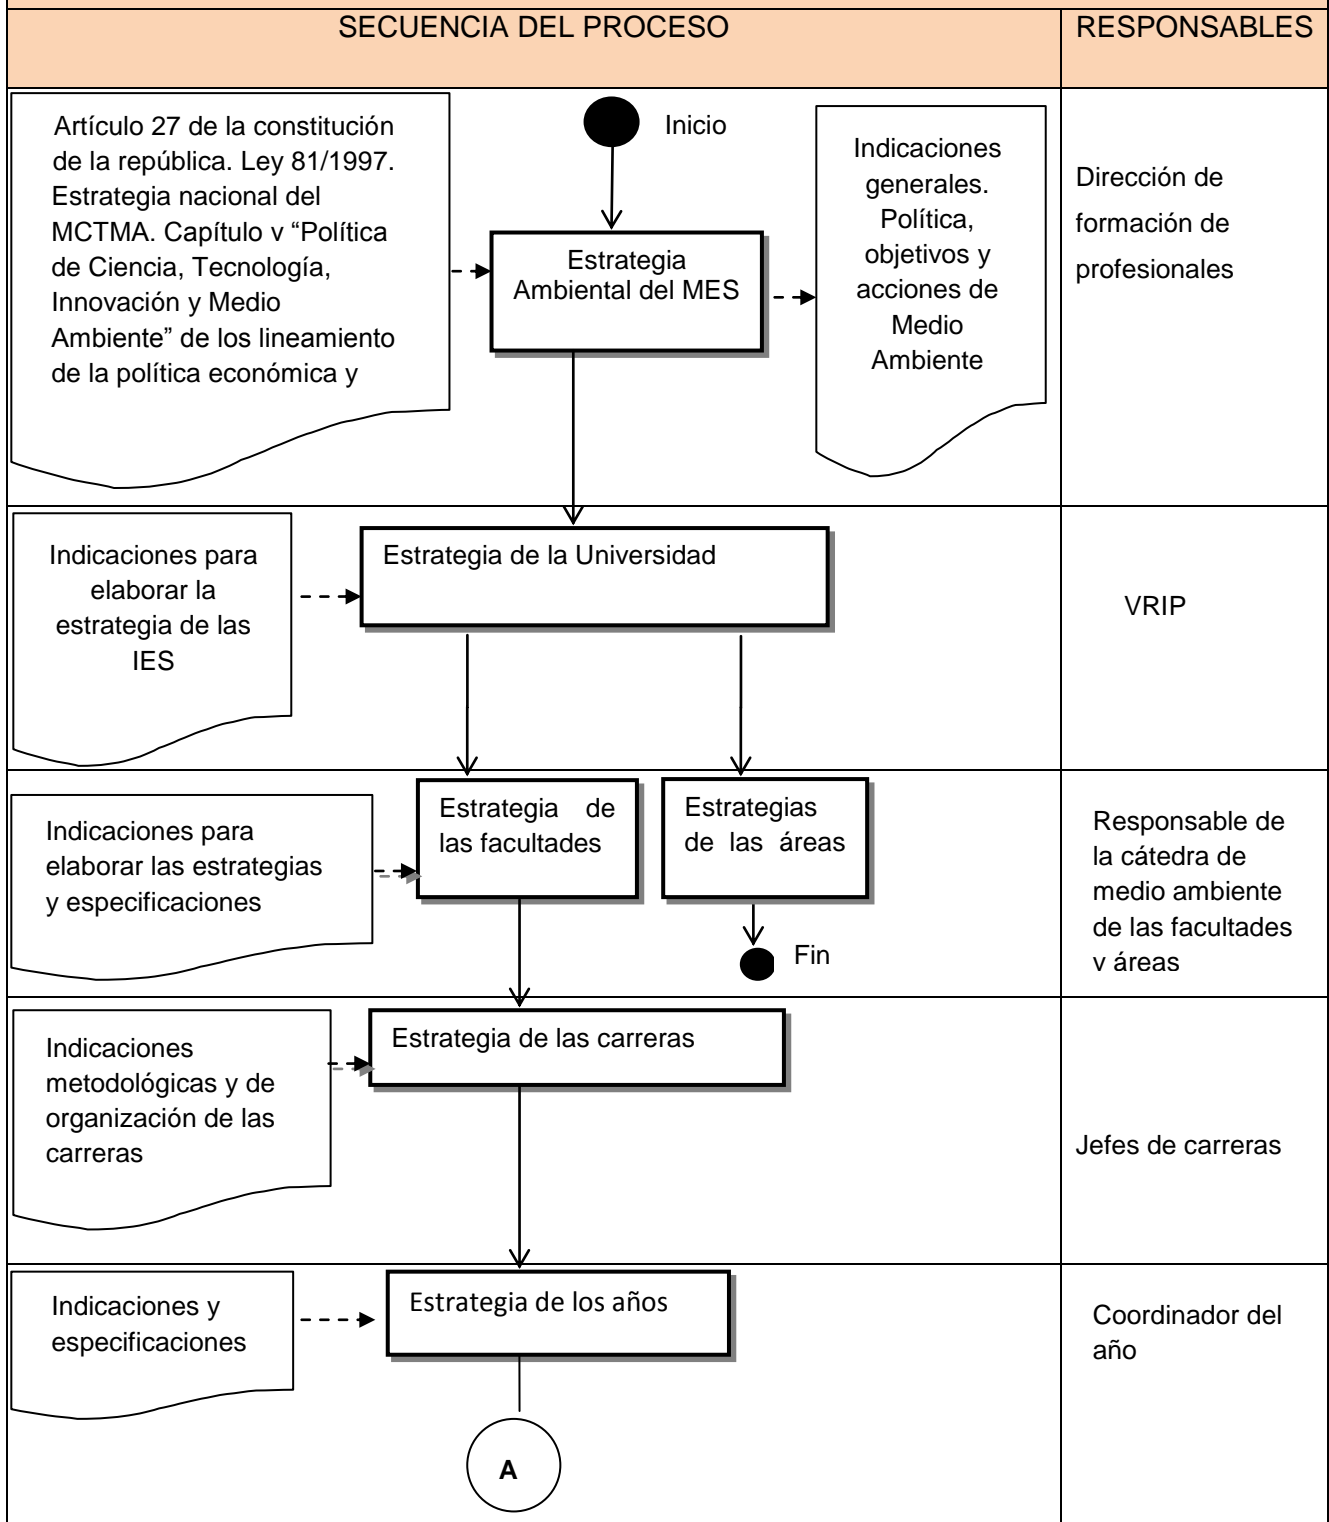 SECUENCIA DEL PROCESO
RESPONSABLES
Artículo 27 de la constitución
de la república. Ley 81/1997.
Estrategia nacional del
MCTMA. Capítulo v “Política
de Ciencia, Tecnología,
Innovación y Medio
Ambiente” de los lineamiento
de la política económica y
Inicio
Estrategia
Ambiental del MES
Indicaciones
generales.
Política,
objetivos y
acciones de
Medio
Ambiente
Dirección de
formación de
profesionales
Indicaciones para
elaborar la
estrategia de las
IES
Estrategia de la Universidad
VRIP
Indicaciones para
elaborar las estrategias
y especificaciones
Estrategia de
las facultades
Estrategias
de las áreas
Fin
Responsable de
la cátedra de
medio ambiente
de las facultades
y áreas
Indicaciones
metodológicas y de
organización de las
carreras
Estrategia de las carreras
Jefes de carreras
Indicaciones y
especificaciones
Estrategia de los años
Coordinador del
año
A